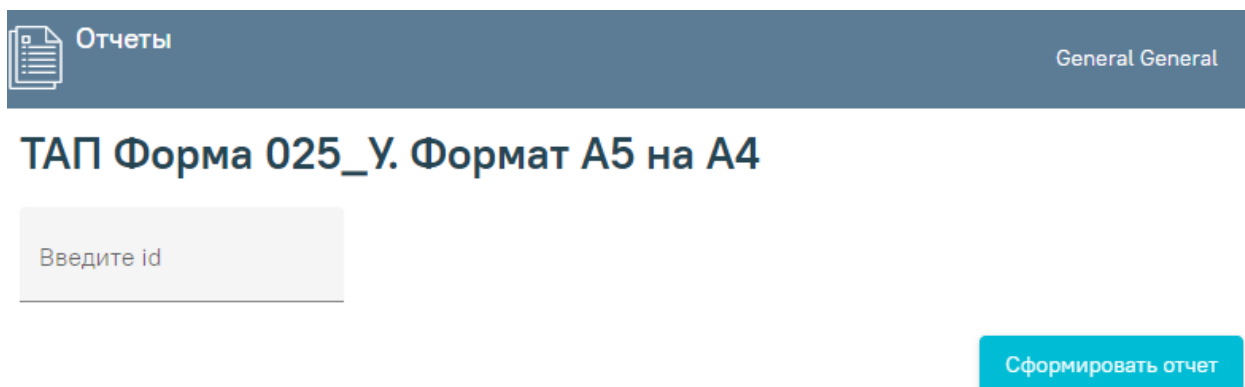 Отчеты
General General
ТАП Форма 025_У. Формат А5 на А4
Введите id
Сформировать отчет